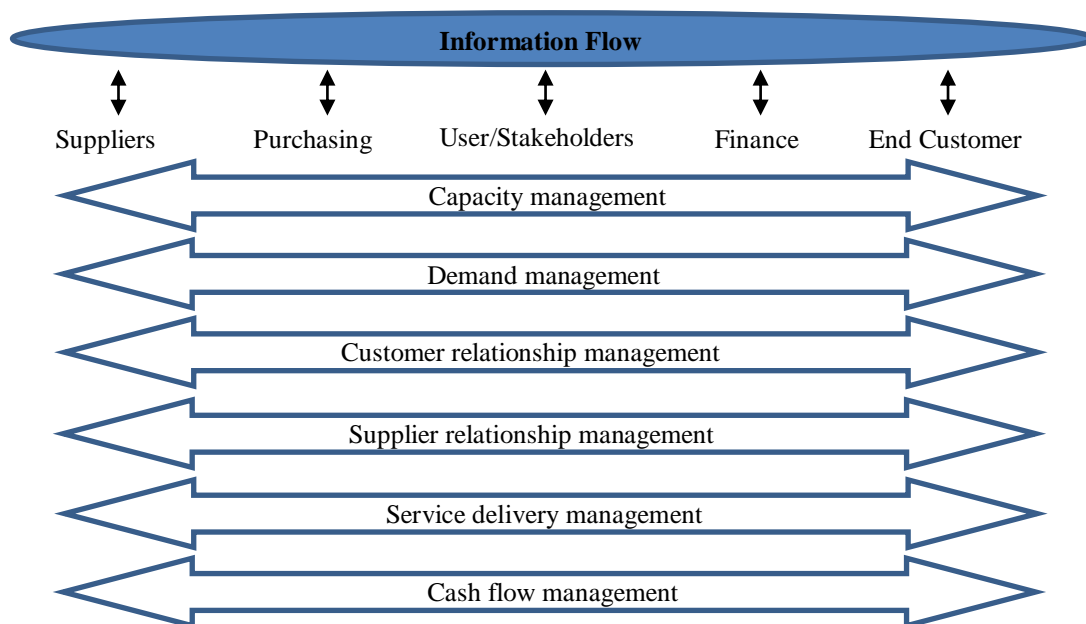 Information Flow
Suppliers Purchasing User/Stakeholders Finance End Customer
Capacity management
Demand management
Customer relationship management
Supplier relationship management
Service delivery management
Cash flow management